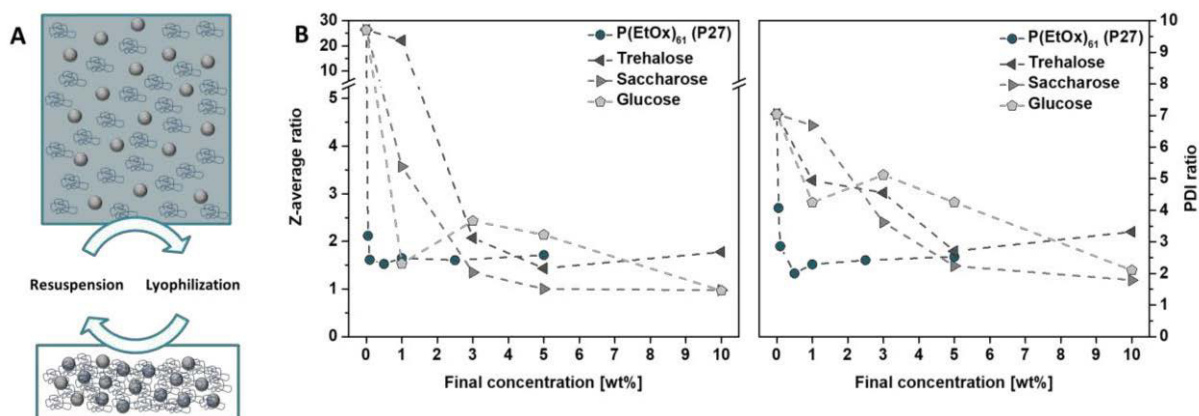 A
Resuspension
Lyophilization
B
Z-average ratio
30
25
20
15
10
5
4
3
2
1
0
P(EtOx)₆₁ (P27)
Trehalose
Saccharose
Glucose
0 1 2 3 4 5 6 7 8 9 10
Final concentration [wt%]
P(EtOx)₆₁ (P27)
Trehalose
Saccharose
Glucose
10
9
8
7
6
5
4
3
2
1
0
PDI ratio
0 1 2 3 4 5 6 7 8 9 10
Final concentration [wt%]